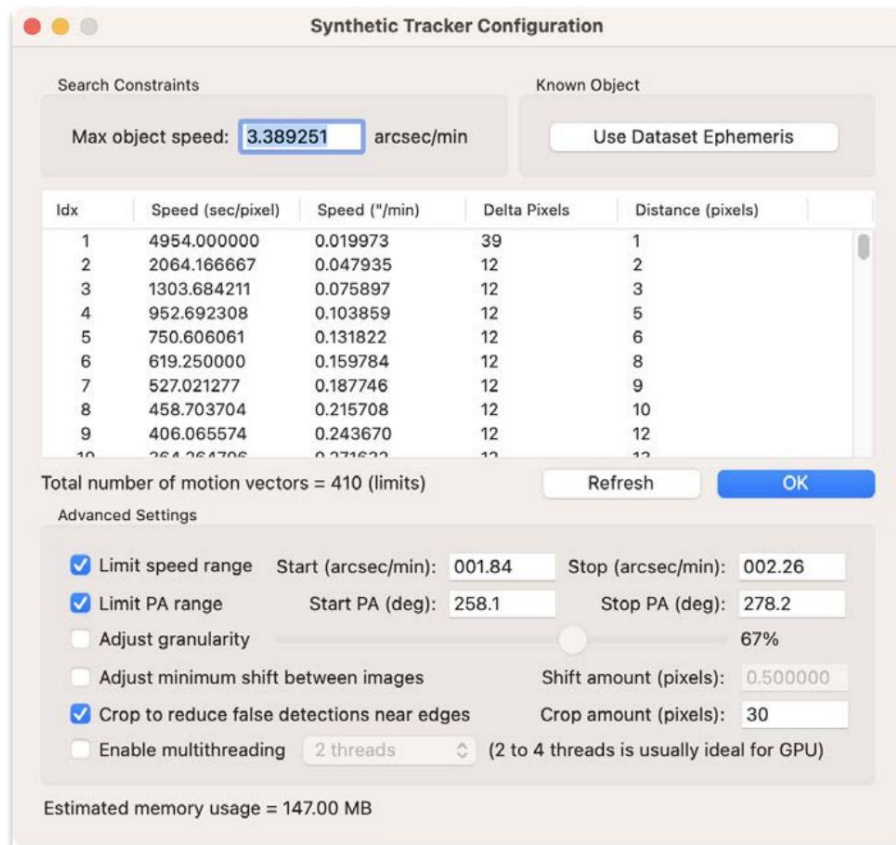 Synthetic Tracker Configuration
Search Constraints
Known Object
Max object speed: 3.389251 arcsec/min
Use Dataset Ephemeris
Idx Speed (sec/pixel) Speed ("/min) Delta Pixels Distance (pixels)
1 4954.000000 0.019973 39 1
2 2064.166667 0.047935 12 2
3 1303.684211 0.075897 12 3
4 952.692308 0.103859 12 5
5 750.606061 0.131822 12 6
6 619.250000 0.159784 12 8
7 527.021277 0.187746 12 9
8 458.703704 0.215708 12 10
9 406.065574 0.243670 12 12
10 364.264706 0.271632 12
Total number of motion vectors = 410 (limits)
Refresh
OK
Advanced Settings
Limit speed range Start (arcsec/min): 001.84 Stop (arcsec/min): 002.26
Limit PA range Start PA (deg): 258.1 Stop PA (deg): 278.2
Adjust granularity 67%
Adjust minimum shift between images Shift amount (pixels): 0.500000
Crop to reduce false detections near edges Crop amount (pixels): 30
Enable multithreading 2 threads (2 to 4 threads is usually ideal for GPU)
Estimated memory usage = 147.00 MB